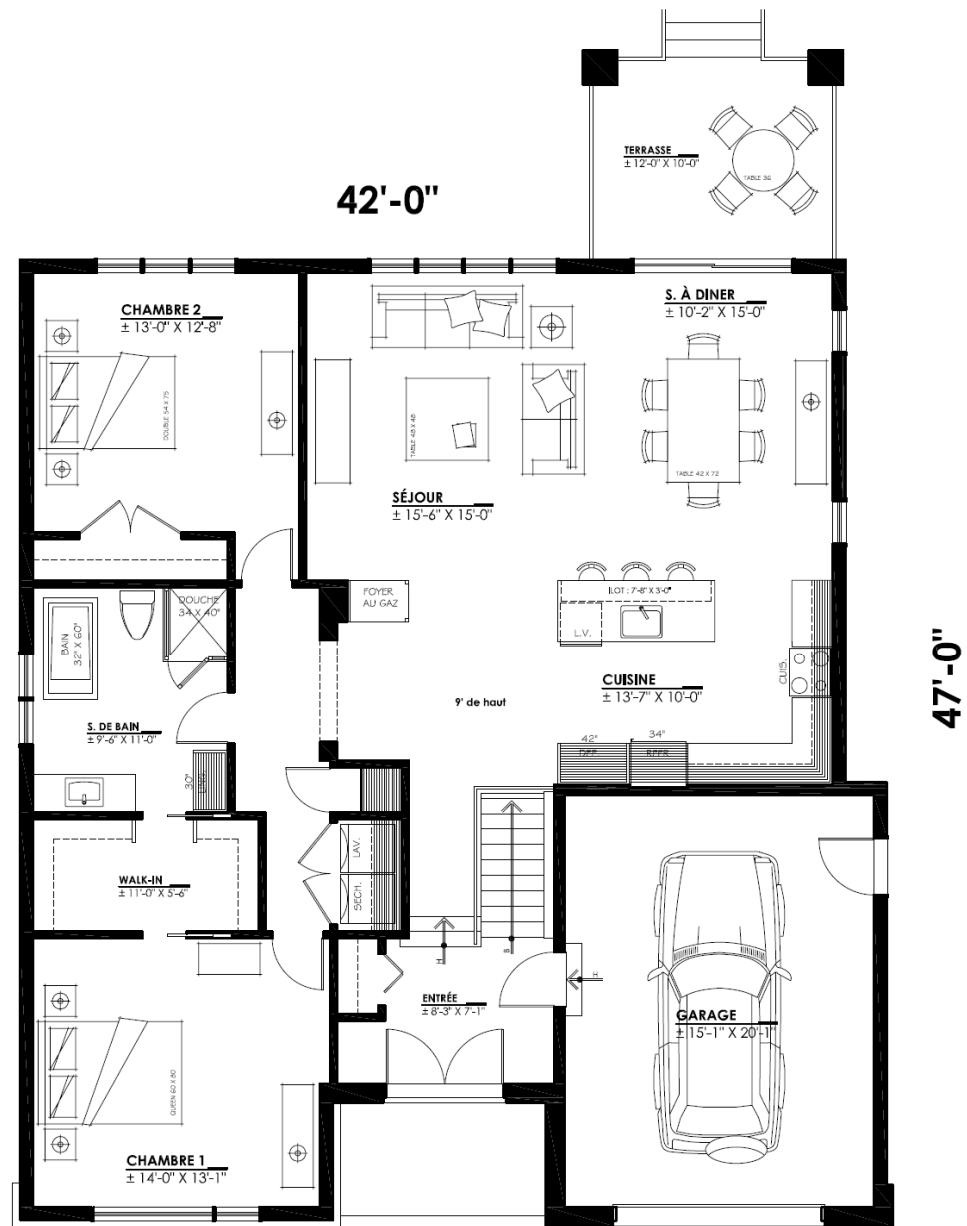 TERRASSE
± 12'-0" X 10'-0"
TABLE 36
42'-0"
CHAMBRE 2
± 13'-0" X 12'-8"
DOUBLE 54 X 75
S. À DINER
± 10'-2" X 15'-0"
TABLE 48 X 48
TABLE 42 X 72
SÉJOUR
± 15'-6" X 15'-0"
FOYER
AU GAZ
DOUCHE
34 X 40"
BAIN
32" X 60"
ILOT : 7'-8" X 3'-0"
L.V.
CUISINE
± 13'-7" X 10'-0"
CUIS.
47'-0"
S. DE BAIN
± 9'-6" X 11'-0"
9' de haut
42"
DÉP
34"
REFR
30"
LING.
WALK-IN
± 11'-0" X 5'-6"
LAV.
SECH.
H
B
H
ENTRÉE
± 8'-3" X 7'-1"
GARAGE
± 15'-1" X 20'-1"
QUEEN 60 X 80
CHAMBRE 1
± 14'-0" X 13'-1"